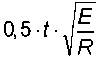 0,5 · t · √(E/R)